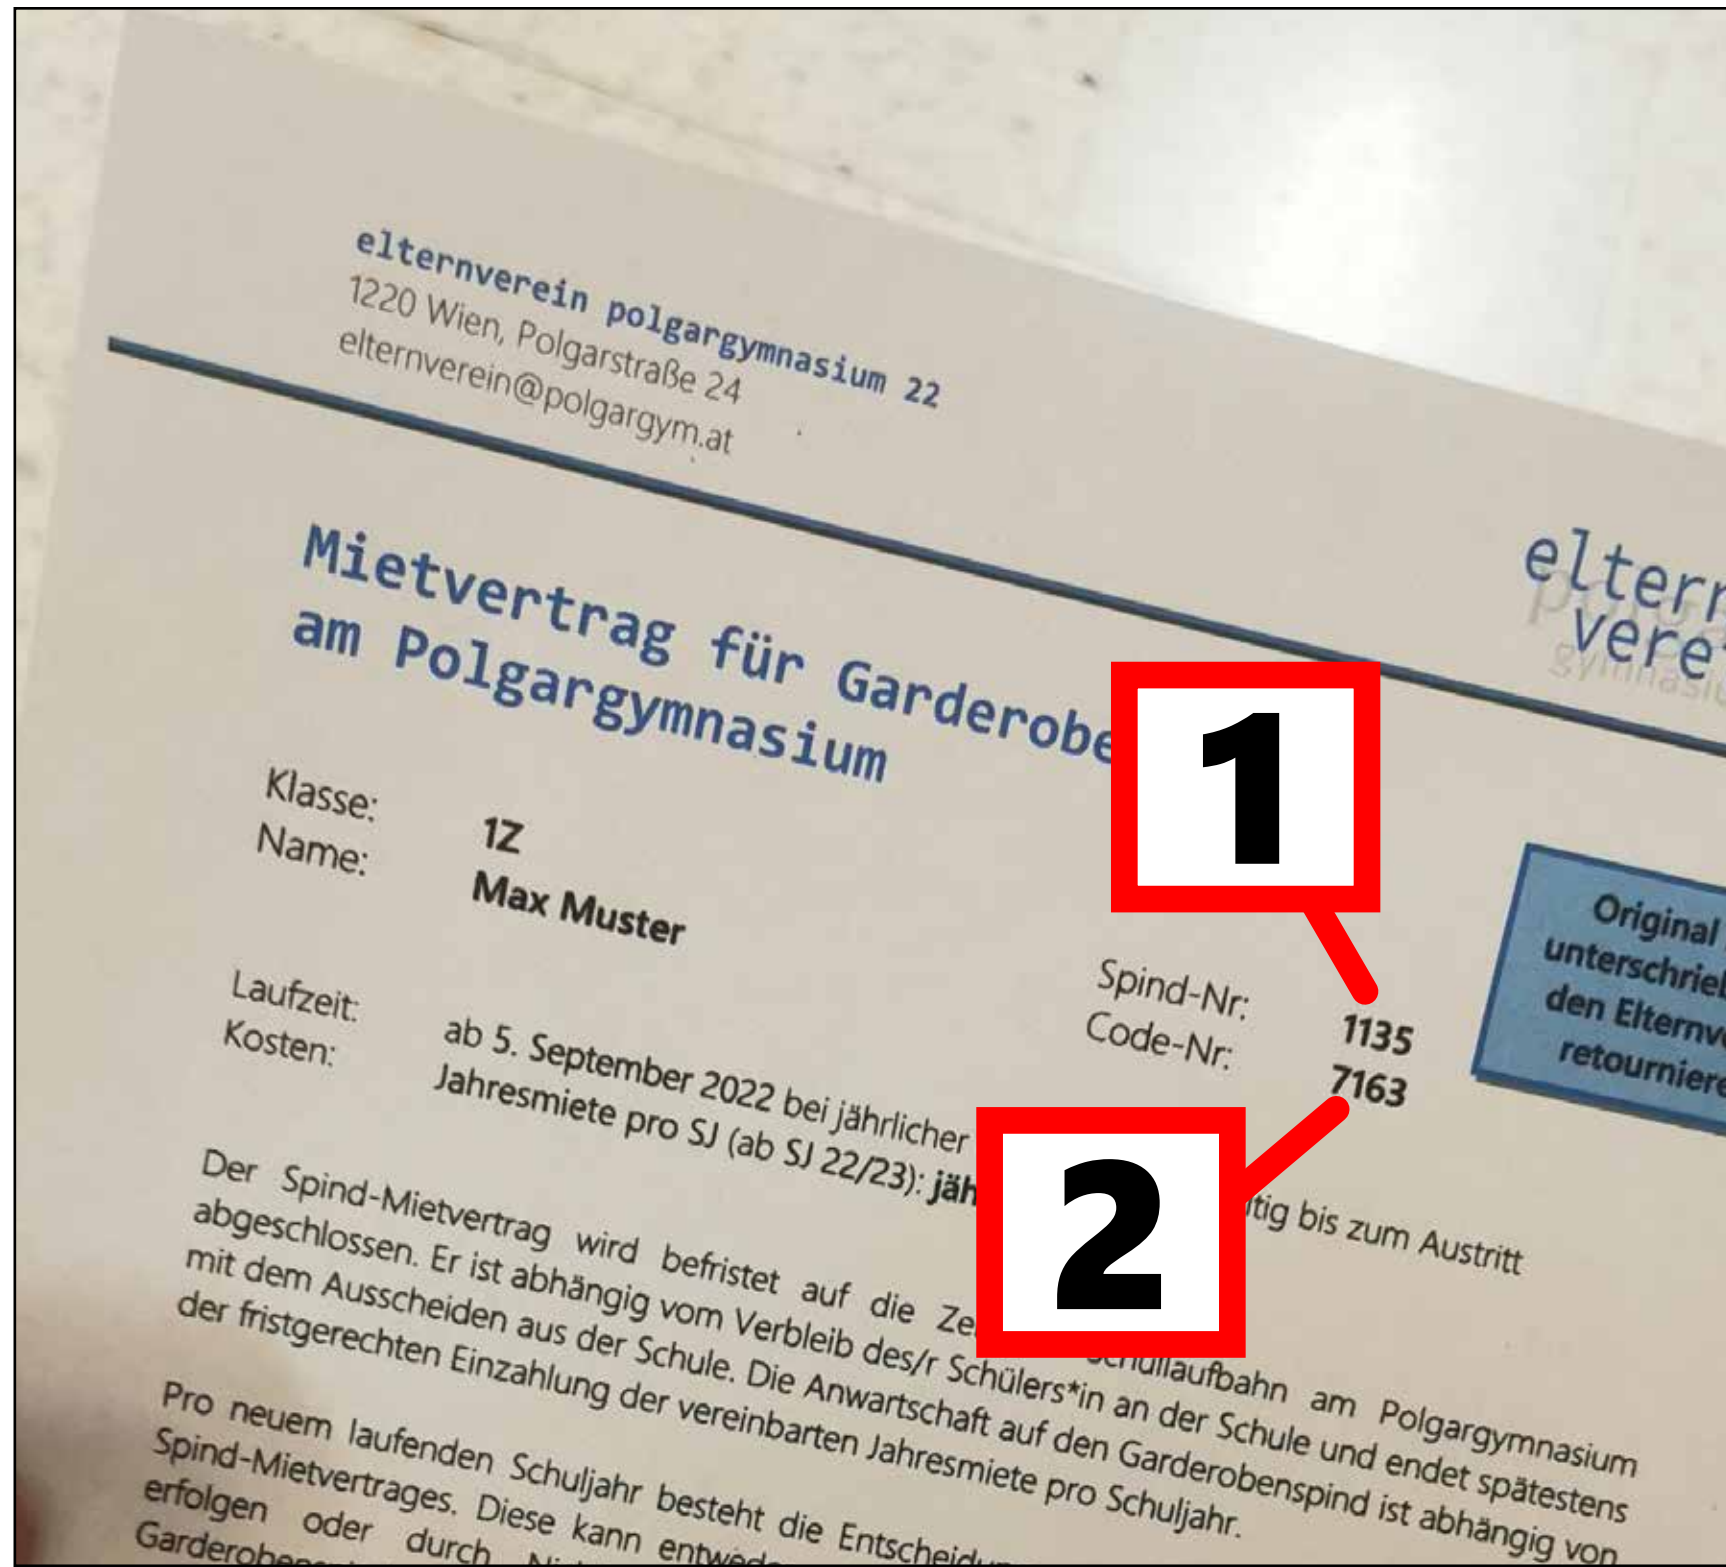 elternverein polgargymnasium 22
1220 Wien, Polgarstraße 24
elternverein@polgargym.at
Mietvertrag für
am Polgargymnasium
1
Klasse: 1Z
Name: Max Muster
Original
den
Spind-Nr: 1135
Code-Nr: 7163
Laufzeit: ab 5. September 2022 bei jährlicher
bis zum Austritt
Kosten: Jahresmiete pro SJ (ab SJ 22/23):
2
Der Spind-Mietvertrag wird befristet auf die am Polgargymnasium
abgeschlossen. Er ist abhängig vom Verbleib des/r Schülers*in an der Schule und endet spätestens
mit dem Ausscheiden aus der Schule. Die Anwartschaft auf den Garderobenspind ist abhängig von
der fristgerechten Einzahlung der vereinbarten Jahresmiete pro Schuljahr.
Pro neuem laufenden Schuljahr besteht die
Spind-Mietvertrages. Diese kann
erfolgen oder durch